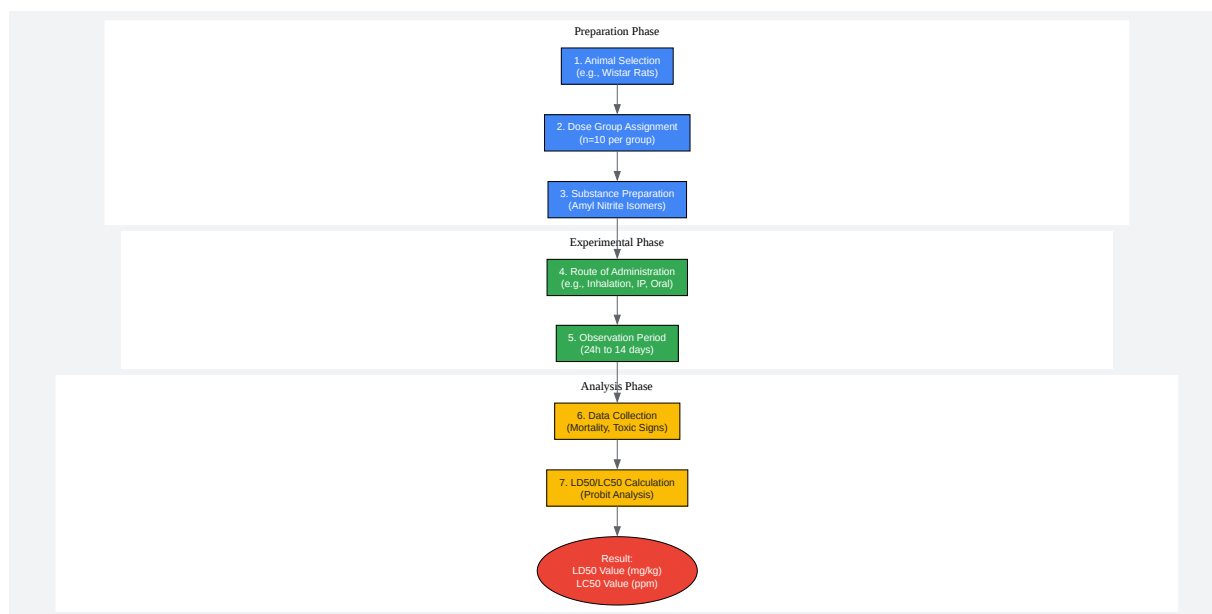 Preparation Phase
1. Animal Selection
(e.g., Wistar Rats)
2. Dose Group Assignment
(n=10 per group)
3. Substance Preparation
(Amyl Nitrite Isomers)
Experimental Phase
4. Route of Administration
(e.g., Inhalation, IP, Oral)
5. Observation Period
(24h to 14 days)
Analysis Phase
6. Data Collection
(Mortality, Toxic Signs)
7. LD50/LC50 Calculation
(Probit Analysis)
Result:
LD50 Value (mg/kg)
LC50 Value (ppm)